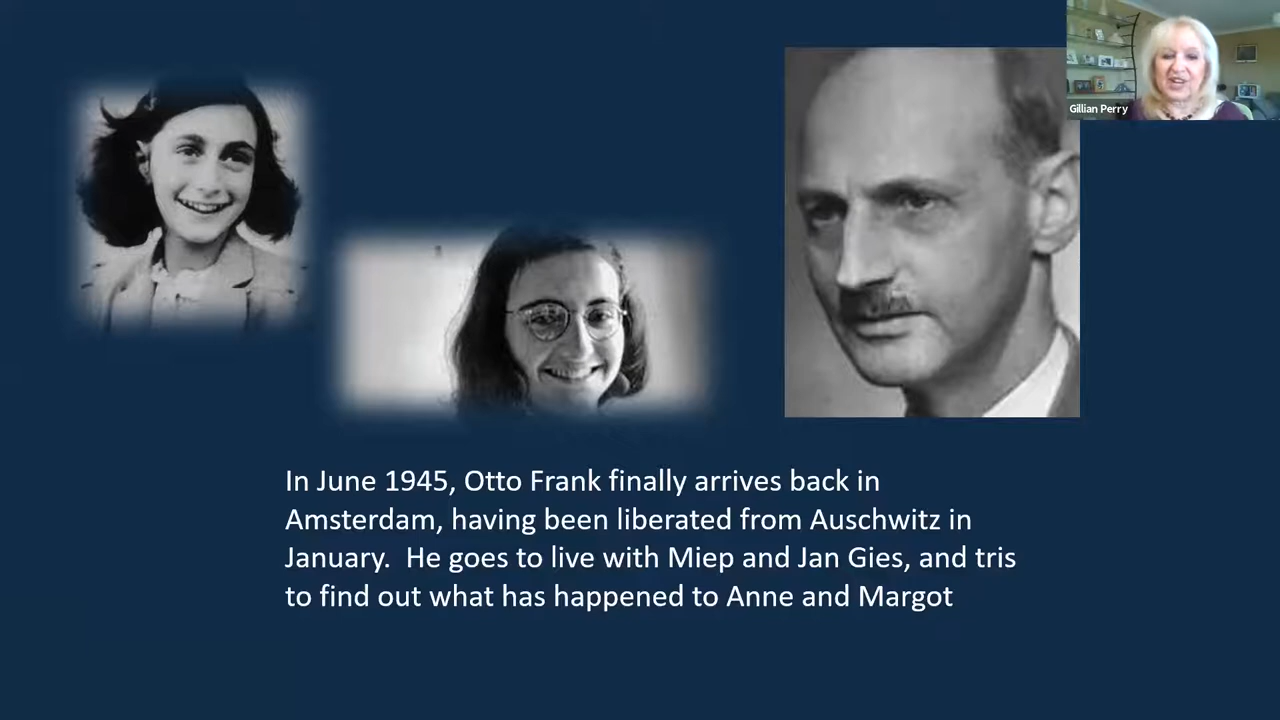 Gillian Perry
In June 1945, Otto Frank finally arrives back in
Amsterdam, having been liberated from Auschwitz in
January.  He goes to live with Miep and Jan Gies, and tris
to find out what has happened to Anne and Margot